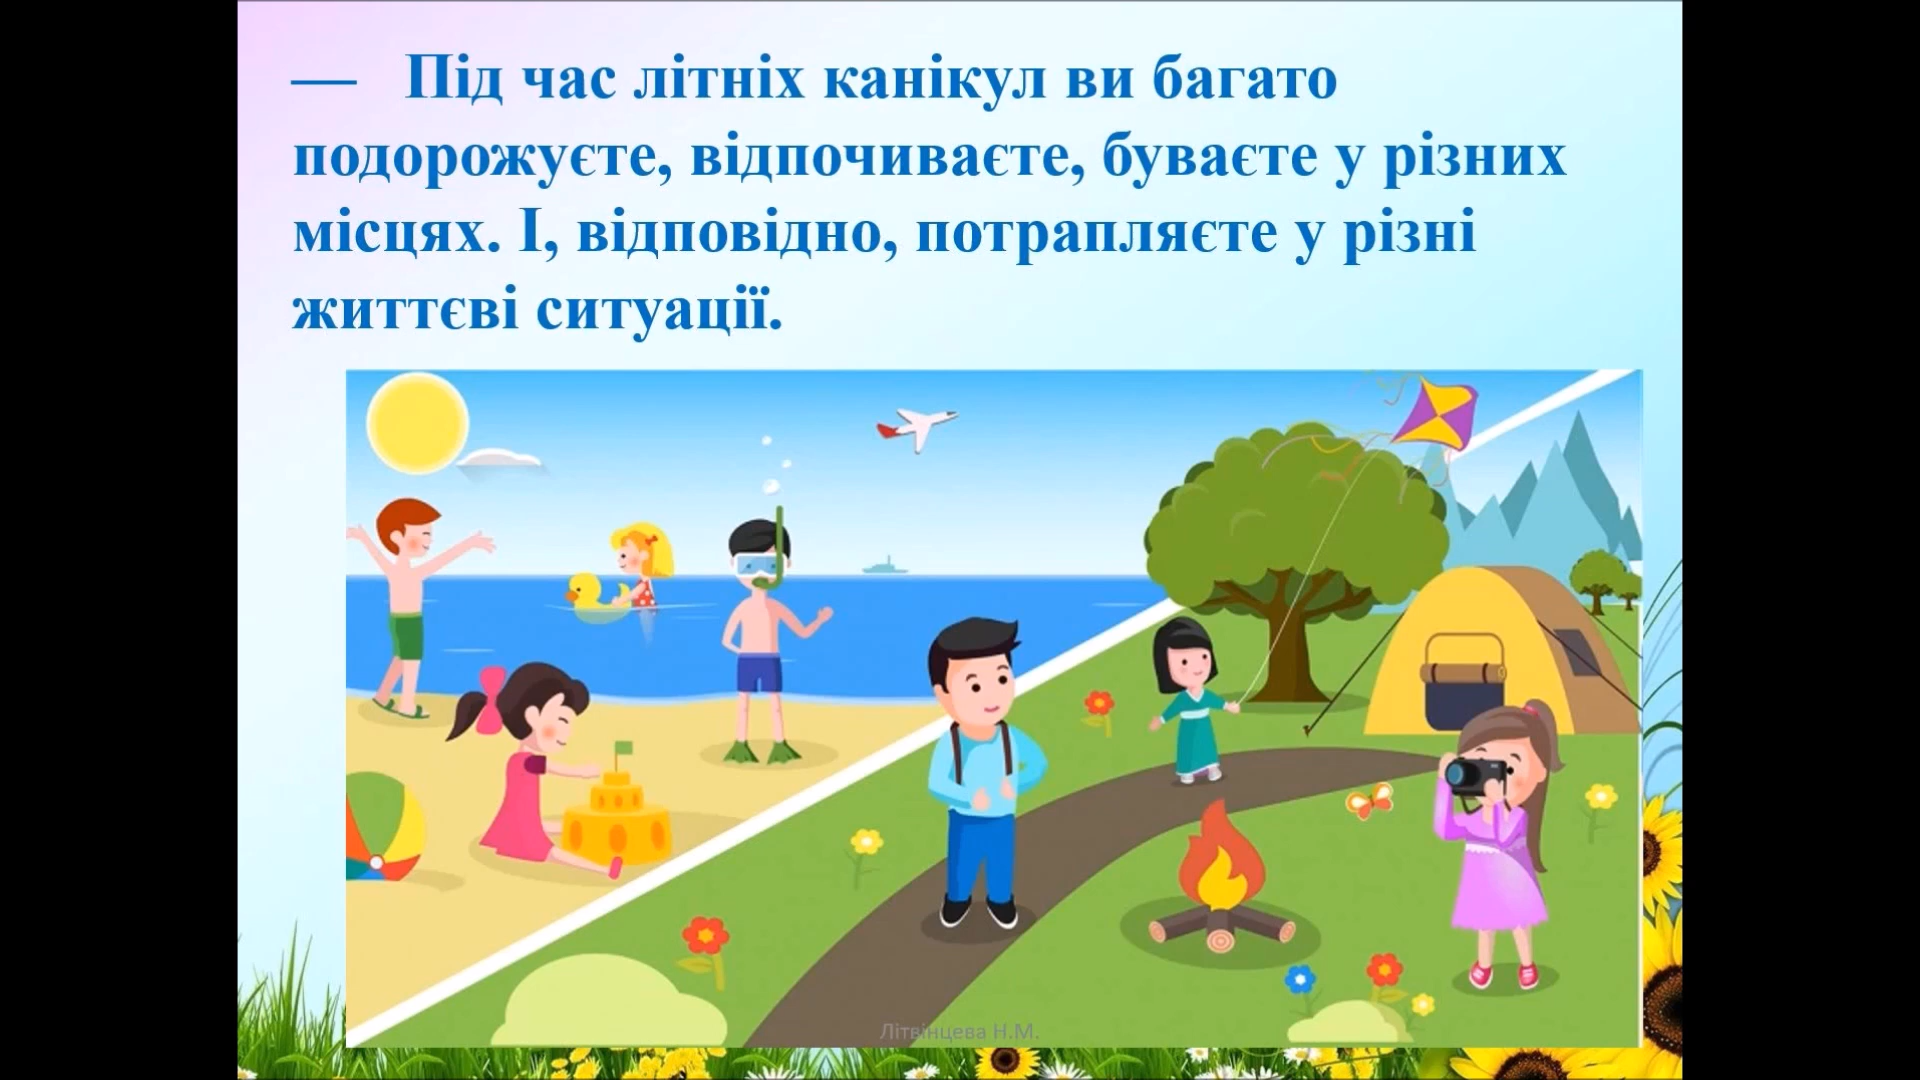 — Під час літніх канікул ви багато
подорожуєте, відпочиваєте, буваєте у різних
місцях. І, відповідно, потрапляєте у різні
життєві ситуації.
Літвінцева Н.М.